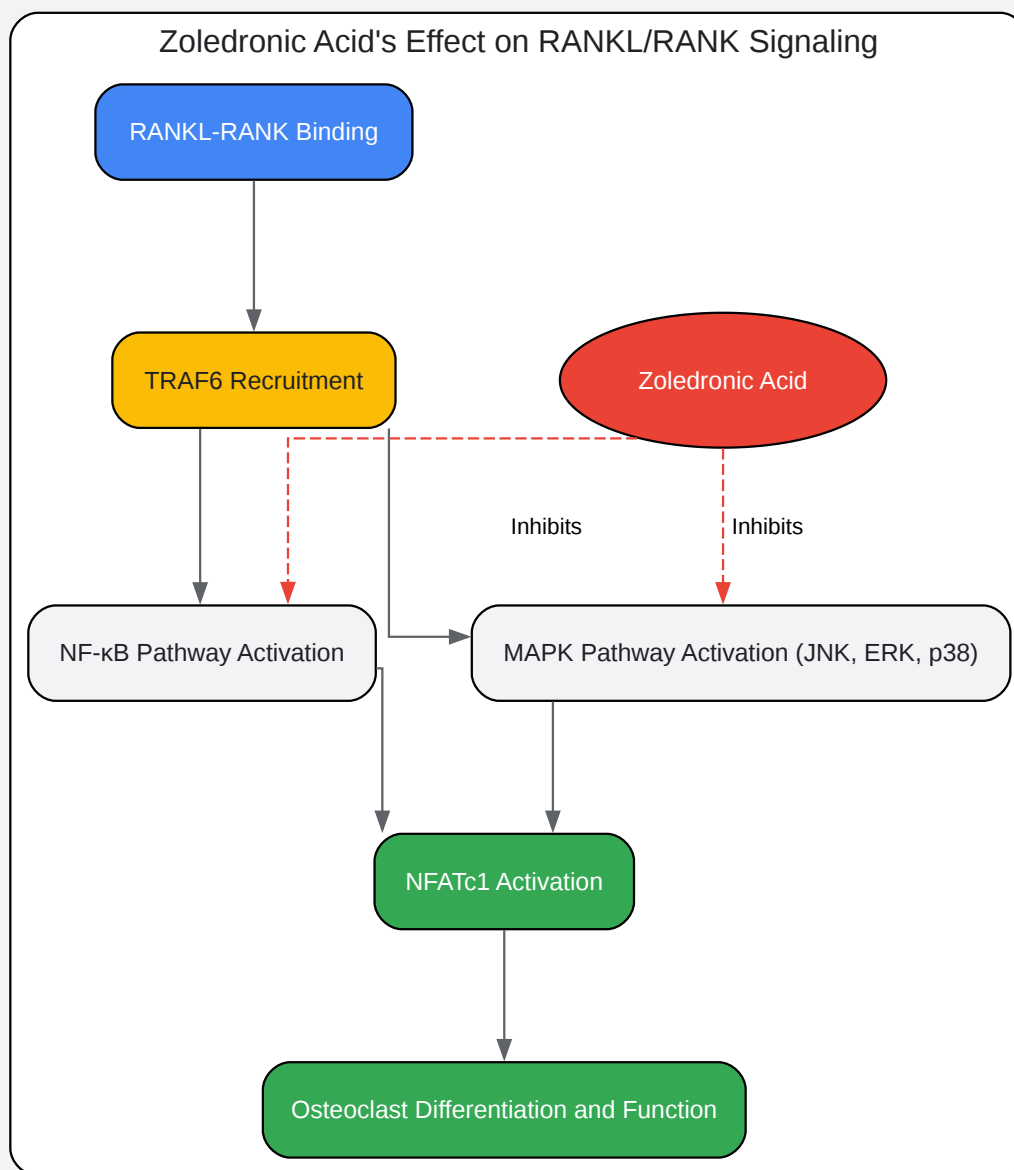 Zoledronic Acid's Effect on RANKL/RANK Signaling
RANKL-RANK Binding
TRAF6 Recruitment
Zoledronic Acid
Inhibits
Inhibits
NF-κB Pathway Activation
MAPK Pathway Activation (JNK, ERK, p38)
NFATc1 Activation
Osteoclast Differentiation and Function